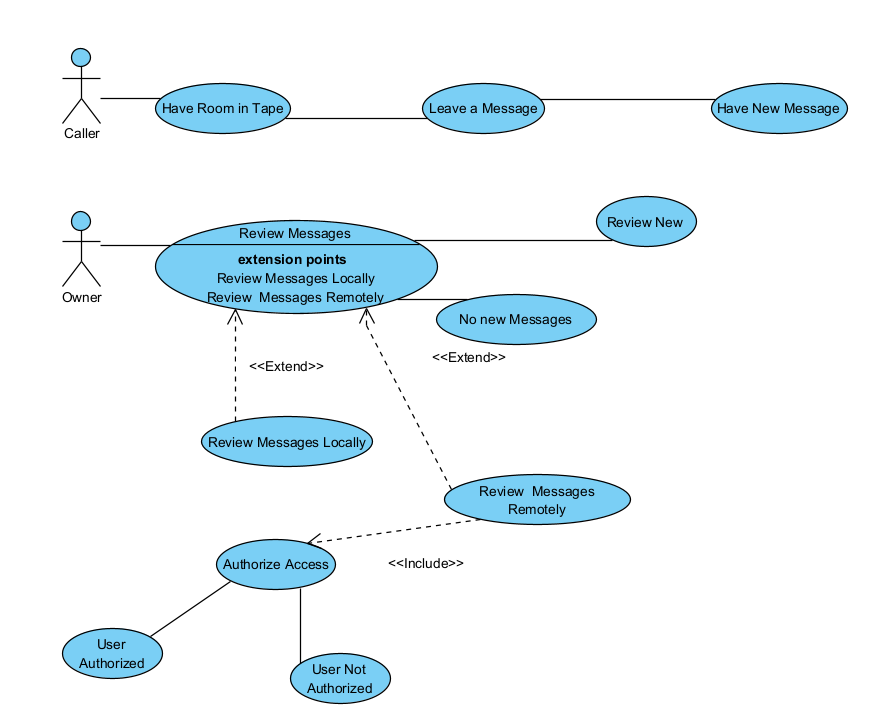 Caller
Have Room in Tape
Leave a Message
Have New Message
Owner
Review Messages
extension points
Review Messages Locally
Review  Messages Remotely
Review New
No new Messages
<<Extend>>
<<Extend>>
Review Messages Locally
Review  Messages
Remotely
<<Include>>
Authorize Access
User
Authorized
User Not
Authorized